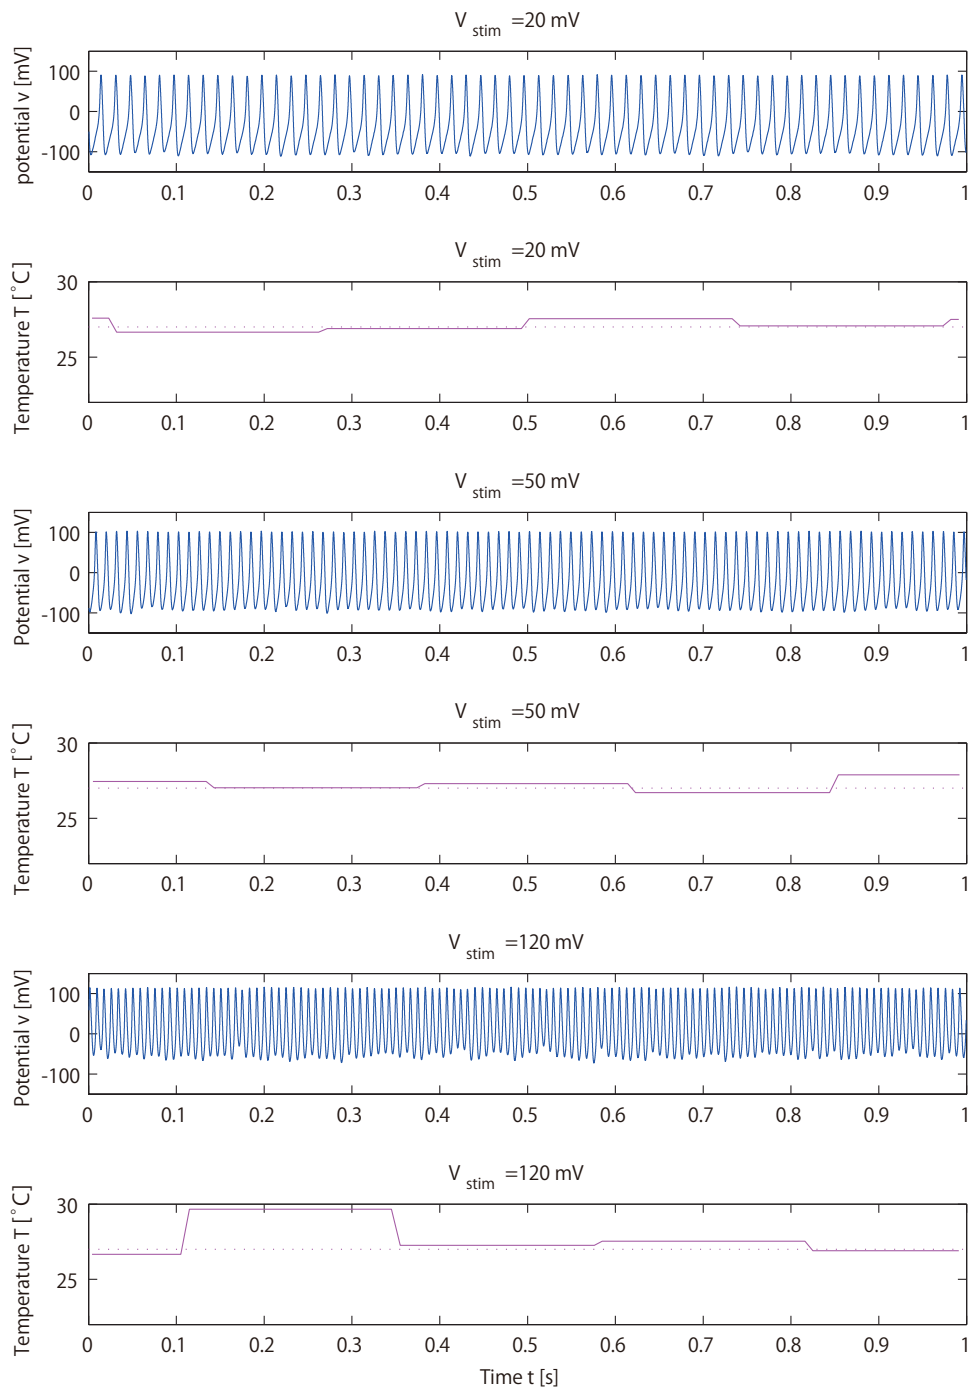 V stim =20 mV
potential v [mV]
100
0
-100
0 0.1 0.2 0.3 0.4 0.5 0.6 0.7 0.8 0.9 1
V stim =20 mV
Temperature T [°C]
30
25
0 0.1 0.2 0.3 0.4 0.5 0.6 0.7 0.8 0.9 1
V stim =50 mV
Potential v [mV]
100
0
-100
0 0.1 0.2 0.3 0.4 0.5 0.6 0.7 0.8 0.9 1
V stim =50 mV
Temperature T [°C]
30
25
0 0.1 0.2 0.3 0.4 0.5 0.6 0.7 0.8 0.9 1
V stim =120 mV
Potential v [mV]
100
0
-100
0 0.1 0.2 0.3 0.4 0.5 0.6 0.7 0.8 0.9 1
V stim =120 mV
Temperature T [°C]
30
25
0 0.1 0.2 0.3 0.4 0.5 0.6 0.7 0.8 0.9 1
Time t [s]